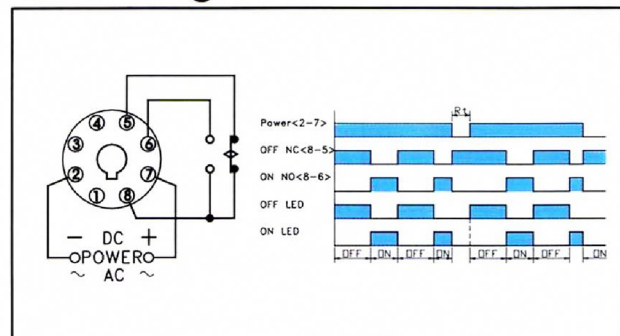 ④ ⑤
③ ⑥
② ⑦
① ⑧
− DC +
POWER
~ AC ~
Rt
Power<2-7>
OFF NC<8-5>
ON NO<8-6>
OFF LED
ON LED
OFF ON OFF ON OFF ON OFF ON